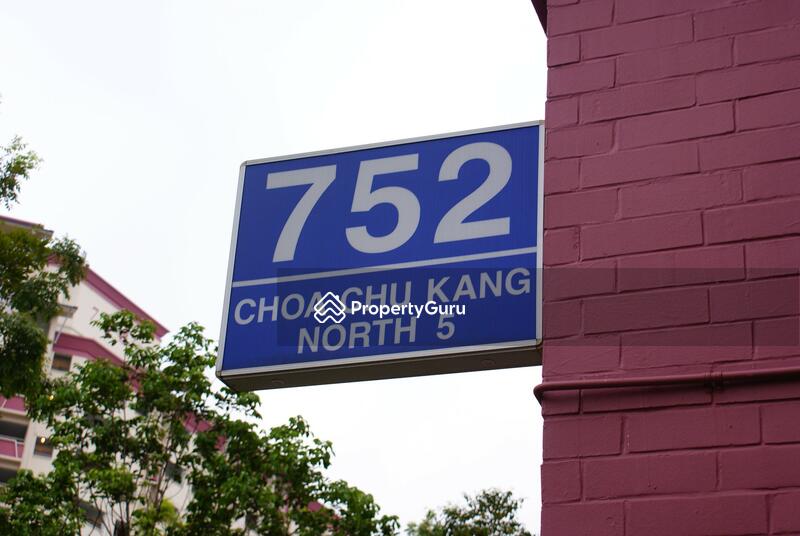 752
CHOA CHU KANG
PropertyGuru
NORTH 5